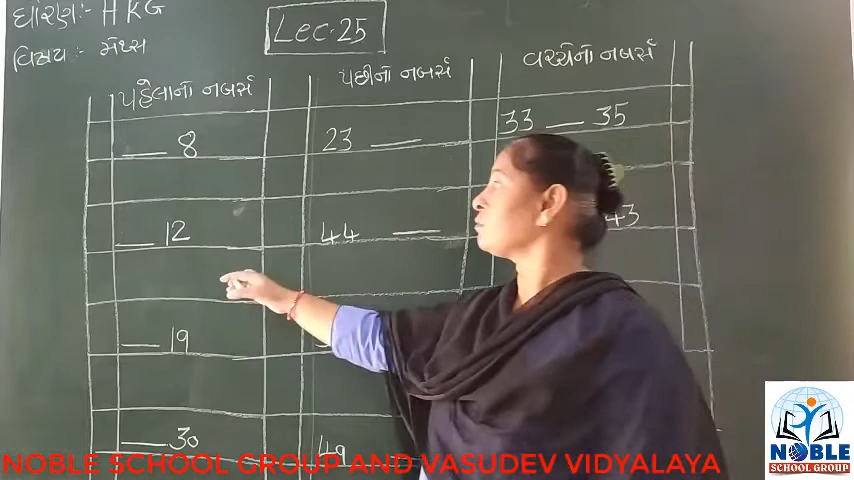 ધોરણ:- HKG
Lec-25
વિષય:- મેથ્સ
પહેલાનો નંબર્સ
પછીનો નંબર્સ
વચ્ચેનો નંબર્સ
__ 8
23 __
33 __ 35
__ 12
44 __
43
__ 19
__ 30
49
NOBLE SCHOOL GROUP AND VASUDEV VIDYALAYA
NOBLE
SCHOOL GROUP